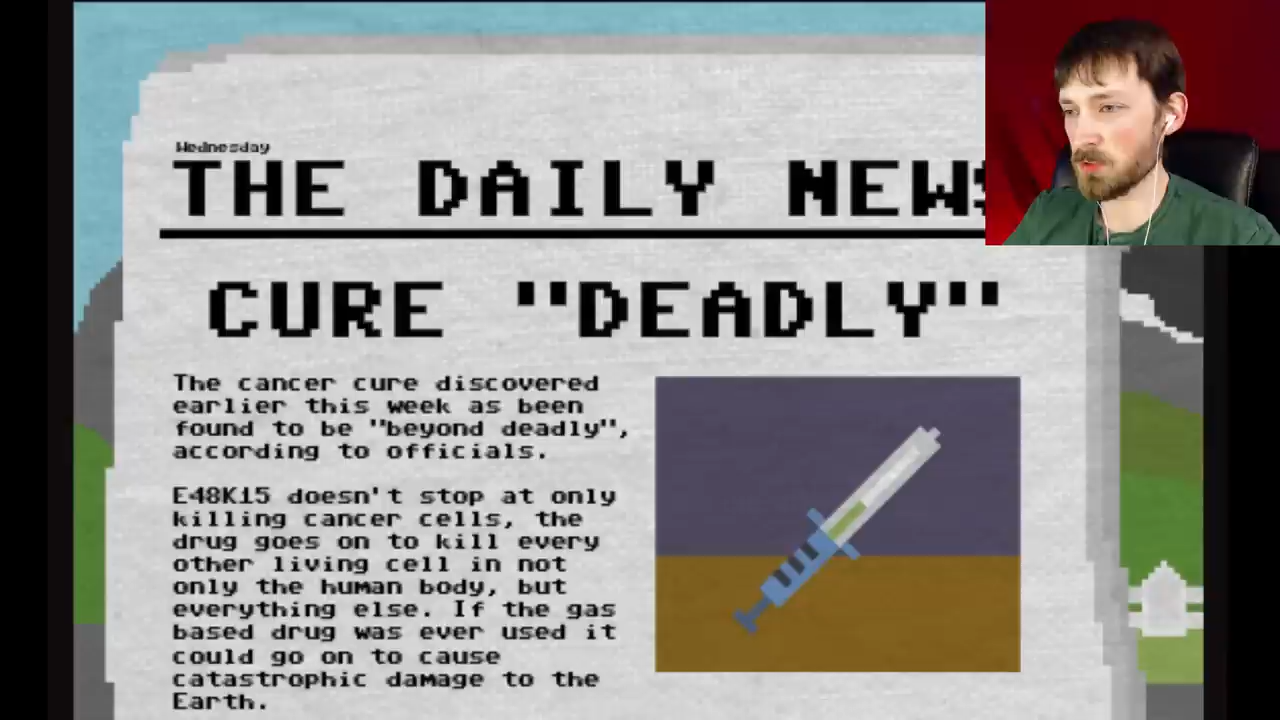 Wednesday
THE DAILY NEWS
CURE "DEADLY"
The cancer cure discovered
earlier this week as been
found to be "beyond deadly",
according to officials.
E48K15 doesn't stop at only
killing cancer cells, the
drug goes on to kill every
other living cell in not
only the human body, but
everything else. If the gas
based drug was ever used it
could go on to cause
catastrophic damage to the
Earth.